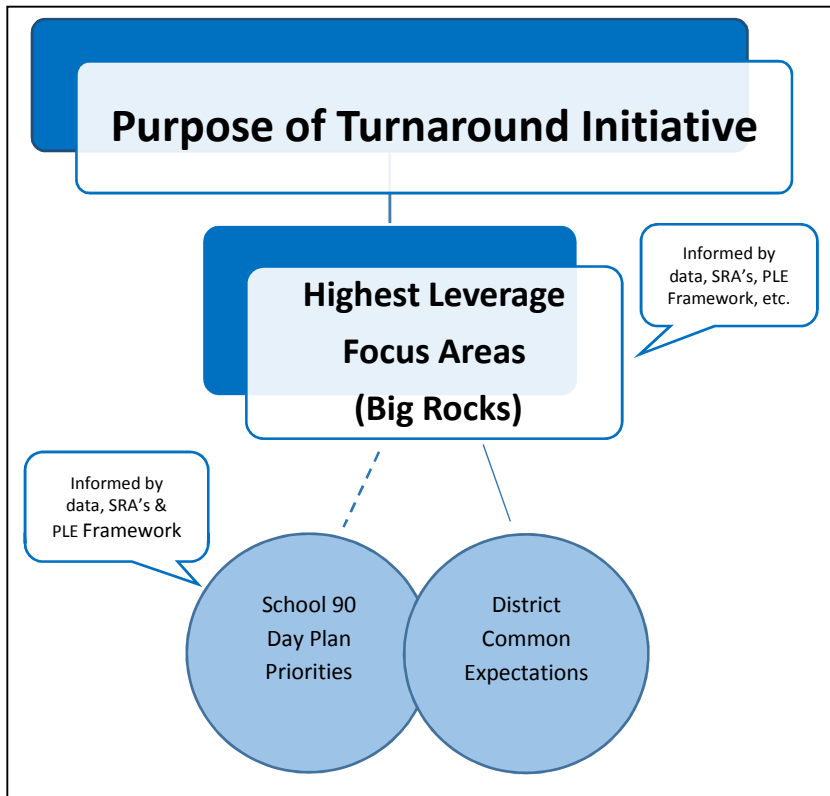 Purpose of Turnaround Initiative
Highest Leverage
Focus Areas
(Big Rocks)
Informed by
data, SRA's, PLE
Framework, etc.
Informed by
data, SRA's &
PLE Framework
School 90
Day Plan
Priorities
District
Common
Expectations